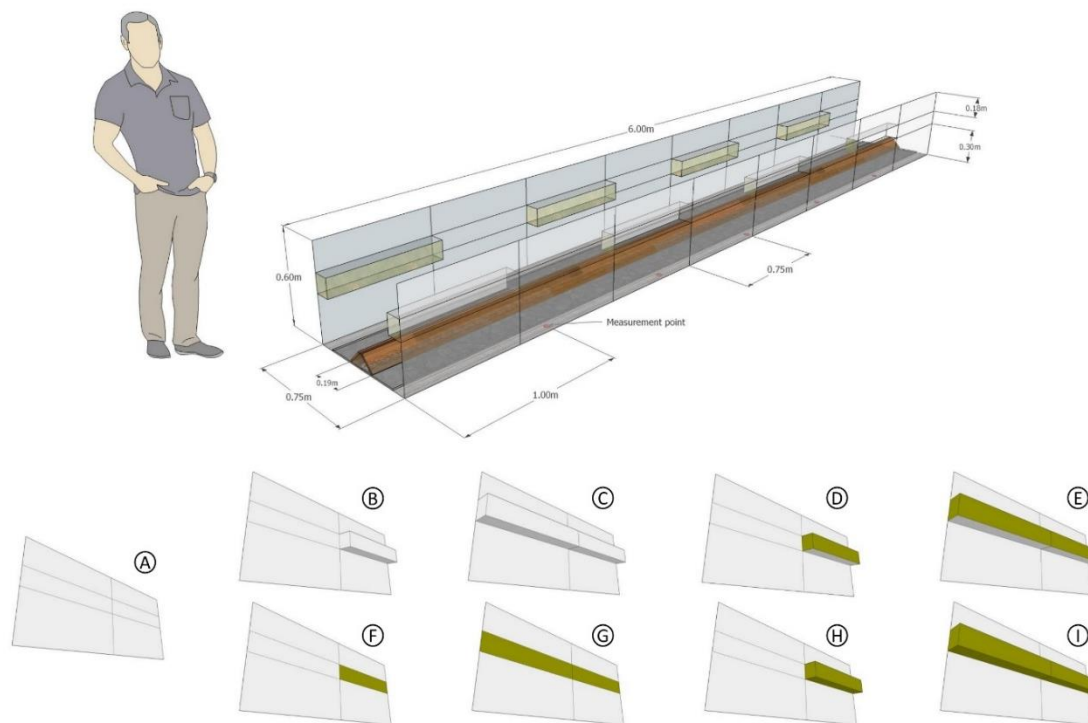 6.00m
0.18m
0.30m
0.60m
0.75m
Measurement point
0.19m
0.75m
1.00m
B
C
D
E
A
F
G
H
I